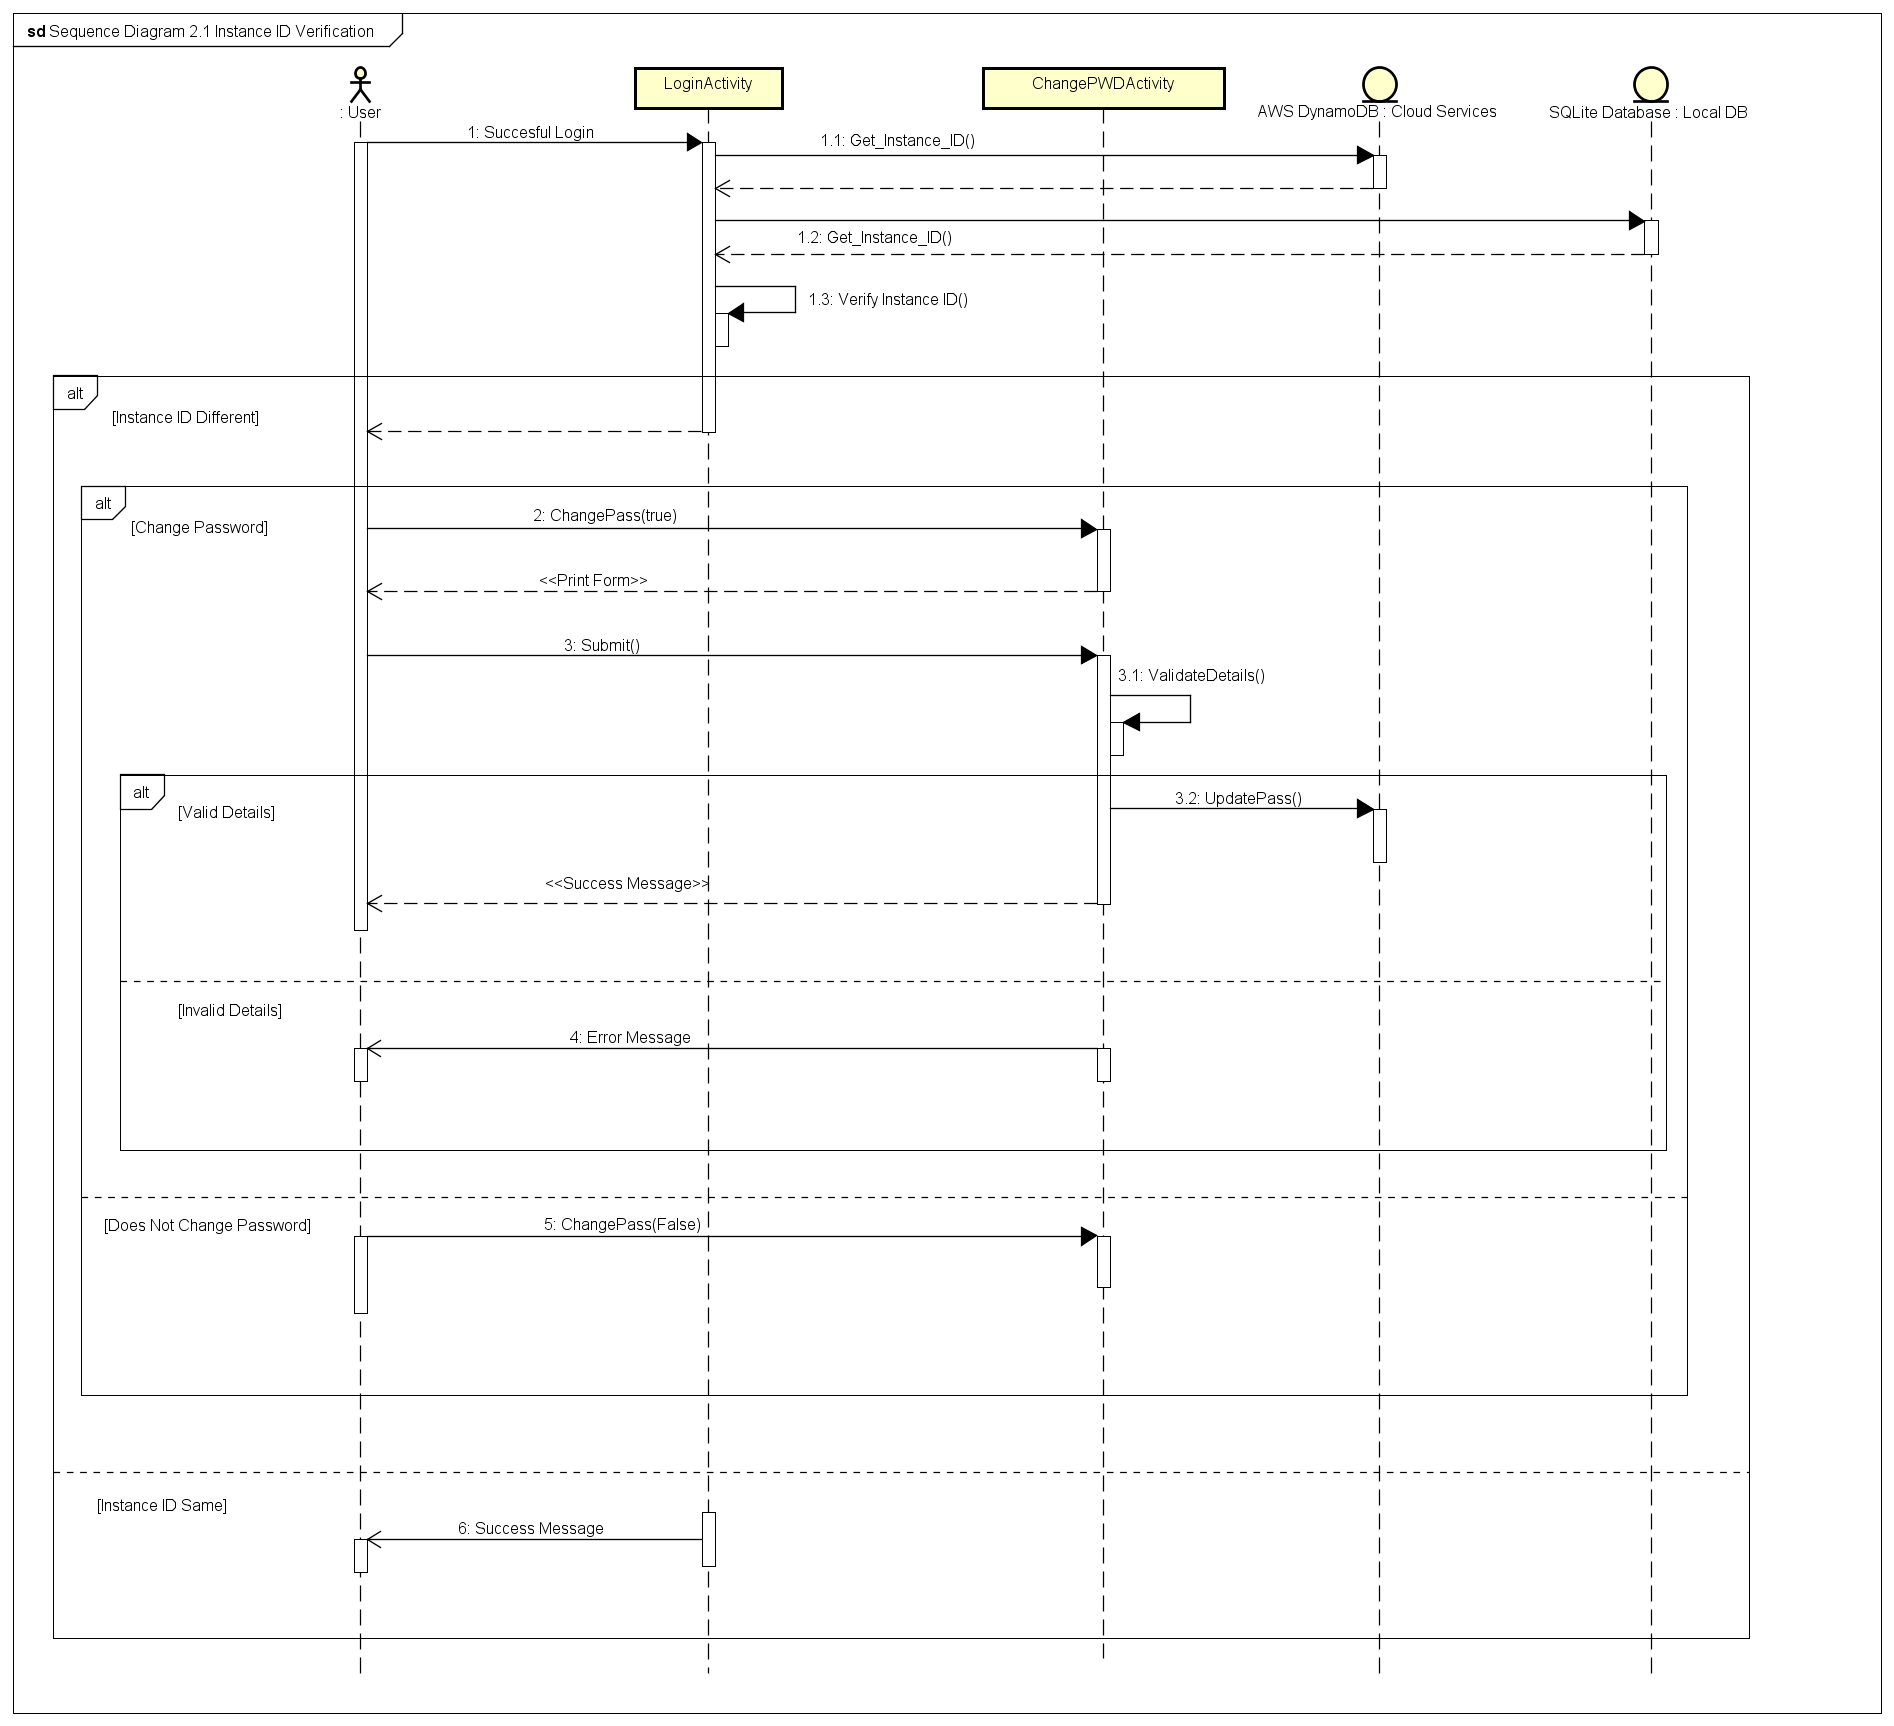 sd Sequence Diagram 2.1 Instance ID Verification
: User
LoginActivity
ChangePWDActivity
AWS DynamoDB : Cloud Services
SQLite Database : Local DB
1: Succesful Login
1.1: Get_Instance_ID()
1.2: Get_Instance_ID()
1.3: Verify Instance ID()
alt
[Instance ID Different]
alt
[Change Password]
2: ChangePass(true)
<<Print Form>>
3: Submit()
3.1: ValidateDetails()
alt
[Valid Details]
3.2: UpdatePass()
<<Success Message>>
[Invalid Details]
4: Error Message
[Does Not Change Password]
5: ChangePass(False)
[Instance ID Same]
6: Success Message